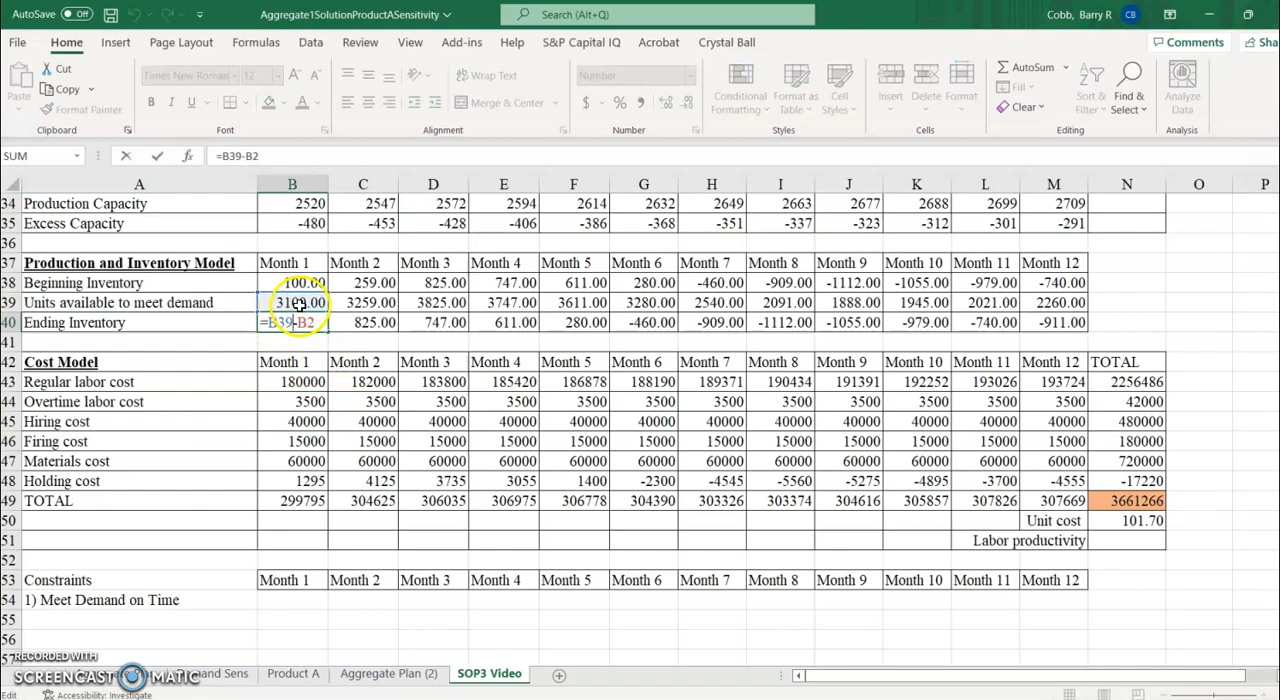 AutoSave Off Aggregate1SolutionProductASensitivity Search (Alt+Q) Cobb, Barry R CB
File Home Insert Page Layout Formulas Data Review View Add-ins Help S&P Capital IQ Acrobat Crystal Ball Comments Sha
Paste Cut Copy Format Painter Times New Roman 12 Wrap Text Merge & Center Number Conditional Formatting Format as Table Cell Styles Insert Delete Format AutoSum Fill Clear Sort & Filter Find & Select Analyze Data
Clipboard Font Alignment Number Styles Cells Editing Analysis
SUM =B39-B2
A B C D E F G H I J K L M N O P
34 Production Capacity 2520 2547 2572 2594 2614 2632 2649 2663 2677 2688 2699 2709
35 Excess Capacity -480 -453 -428 -406 -386 -368 -351 -337 -323 -312 -301 -291
36
37 Production and Inventory Model Month 1 Month 2 Month 3 Month 4 Month 5 Month 6 Month 7 Month 8 Month 9 Month 10 Month 11 Month 12
38 Beginning Inventory 100.00 259.00 825.00 747.00 611.00 280.00 -460.00 -909.00 -1112.00 -1055.00 -979.00 -740.00
39 Units available to meet demand 3100.00 3259.00 3825.00 3747.00 3611.00 3280.00 2540.00 2091.00 1888.00 1945.00 2021.00 2260.00
40 Ending Inventory =B39-B2 825.00 747.00 611.00 280.00 -460.00 -909.00 -1112.00 -1055.00 -979.00 -740.00 -911.00
41
42 Cost Model Month 1 Month 2 Month 3 Month 4 Month 5 Month 6 Month 7 Month 8 Month 9 Month 10 Month 11 Month 12 TOTAL
43 Regular labor cost 180000 182000 183800 185420 186878 188190 189371 190434 191391 192252 193026 193724 2256486
44 Overtime labor cost 3500 3500 3500 3500 3500 3500 3500 3500 3500 3500 3500 3500 42000
45 Hiring cost 40000 40000 40000 40000 40000 40000 40000 40000 40000 40000 40000 40000 480000
46 Firing cost 15000 15000 15000 15000 15000 15000 15000 15000 15000 15000 15000 15000 180000
47 Materials cost 60000 60000 60000 60000 60000 60000 60000 60000 60000 60000 60000 60000 720000
48 Holding cost 1295 4125 3735 3055 1400 -2300 -4545 -5560 -5275 -4895 -3700 -4555 -17220
49 TOTAL 299795 304625 306035 306975 306778 304390 303326 303374 304616 305857 307826 307669 3661266
50 Unit cost 101.70
51 Labor productivity
52
53 Constraints Month 1 Month 2 Month 3 Month 4 Month 5 Month 6 Month 7 Month 8 Month 9 Month 10 Month 11 Month 12
54 1) Meet Demand on Time
55
56
57
RECORDED WITH
SCREENCAST MATIC
Demand Sens Product A Aggregate Plan (2) SOP3 Video
Edit Accessibility: Investigate